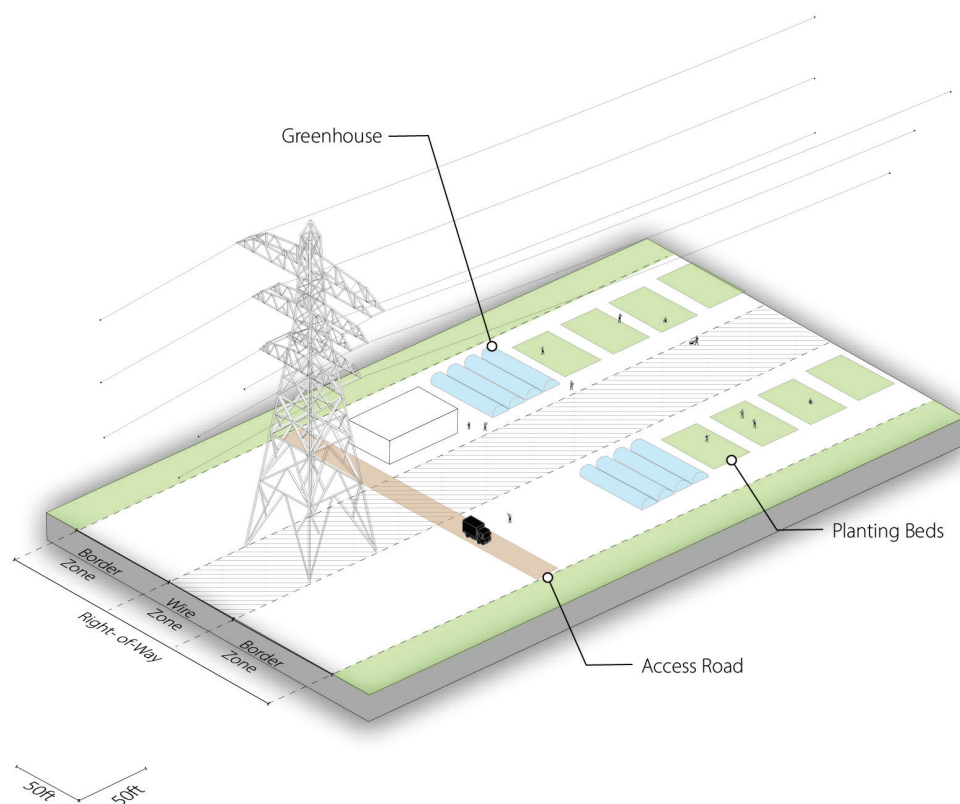 Greenhouse
Planting Beds
Access Road
Border
Zone
Wire
Zone
Border
Zone
Right- of-Way
50ft
50ft